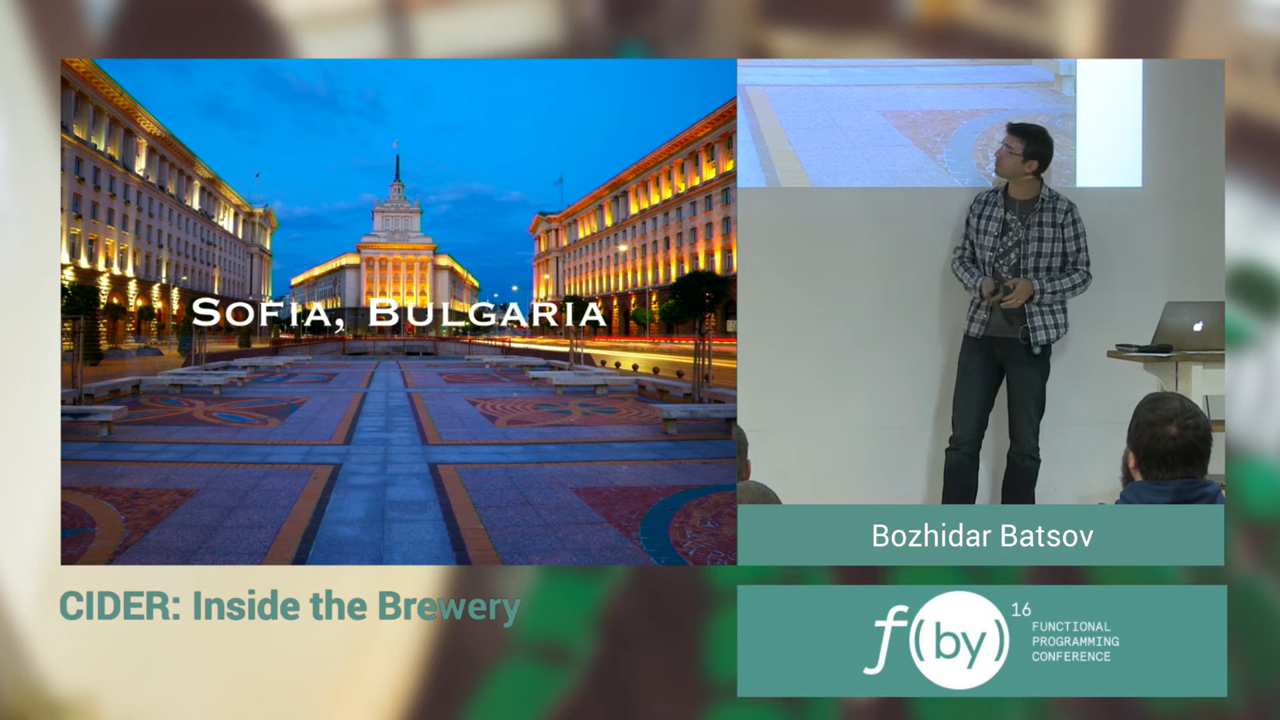 Sofia, Bulgaria
Bozhidar Batsov
CIDER: Inside the Brewery
f(by) 16
FUNCTIONAL
PROGRAMMING
CONFERENCE